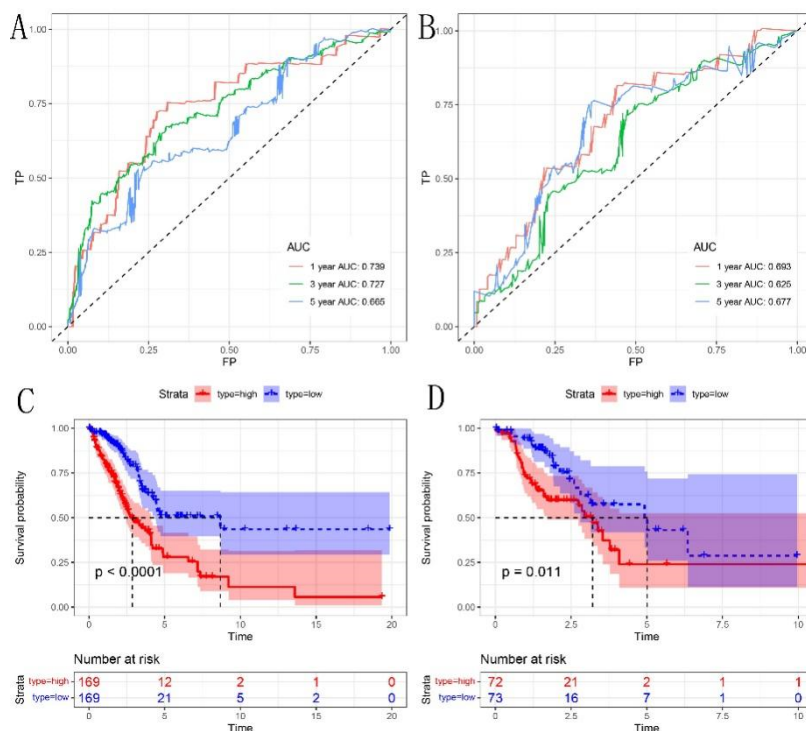 A
1.00
0.75
0.50
0.25
0.00
TP
AUC
1 year AUC: 0.739
3 year AUC: 0.727
5 year AUC: 0.665
0.00 0.25 0.50 0.75 1.00
FP
B
1.00
0.75
0.50
0.25
0.00
TP
AUC
1 year AUC: 0.693
3 year AUC: 0.625
5 year AUC: 0.677
0.00 0.25 0.50 0.75 1.00
FP
Strata type=high type=low
C
1.00
0.75
0.50
0.25
0.00
Survival probability
p < 0.0001
0 5 10 15 20
Time
Number at risk
Strata
type=high 169 12 2 1 0
type=low 169 21 5 2 0
0 5 10 15 20
Time
Strata type=high type=low
D
1.00
0.75
0.50
0.25
0.00
Survival probability
p = 0.011
0.0 2.5 5.0 7.5 10.0
Time
Number at risk
Strata
type=high 72 21 2 1 1
type=low 73 16 7 1 0
0 2.5 5 7.5 10
Time